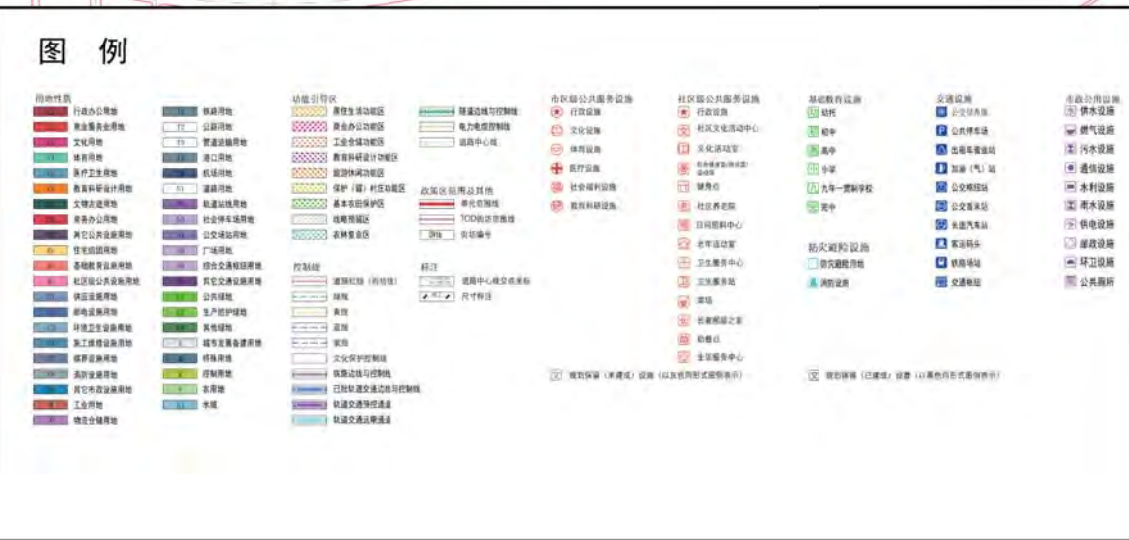 图 例
用地性质
行政办公用地
商业服务业用地
文化用地
体育用地
医疗卫生用地
教育科研设计用地
文物古迹用地
商务办公用地
其它公共设施用地
住宅组团用地
基础教育设施用地
社区级公共设施用地
供应设施用地
邮电设施用地
环境卫生设施用地
施工维修设施用地
殡葬设施用地
消防设施用地
其它市政设施用地
工业用地
物流仓储用地
铁路用地
T2 公路用地
T3 管道运输用地
港口用地
机场用地
S1 道路用地
轨道站线用地
社会停车场用地
公交场站用地
广场用地
综合交通枢纽用地
其它交通设施用地
公共绿地
生产防护绿地
其他绿地
城市发展备建用地
特殊用地
控制用地
农用地
水域
功能引导区
居住生活功能区
商业办公功能区
工业仓储功能区
教育科研设计功能区
旅游休闲功能区
保护（留）村庄功能区
基本农田保护区
战略预留区
农林复合区
控制线
道路红线
绿线
黄线
蓝线
紫线
文化保护控制线
铁路边线与控制线
已批轨道交通边线与控制线
轨道交通预控通道
轨道交通远期通道
隧道边线与控制线
电力电缆控制线
道路中心线
政策区范围及其他
单元范围线
TOD街坊范围线
街坊编号
标注
道路中心线交点坐标
尺寸标注
市区级公共服务设施
行政设施
文化设施
体育设施
医疗设施
社会福利设施
教育科研设施
社区级公共服务设施
行政设施
社区文化活动中心
文化活动室
健身点
社区养老院
日间照料中心
老年活动室
卫生服务中心
卫生服务站
菜场
长者照护之家
助餐点
生活服务中心
文 规划保留（未建成）设施（以灰色同形式图例表示）
基础教育设施
幼托
初中
高中
小学
九年一贯制学校
完中
防灾避险设施
防灾避险用地
消防设施
文 规划保留（已建成）设施（以黑色同形式图例表示）
交通设施
P 公共停车场
出租车营业站
加油（气）站
公交枢纽站
公交首末站
长途汽车站
客运码头
铁路场站
交通枢纽
市政公用设施
供水设施
燃气设施
污水设施
通信设施
水利设施
雨水设施
供电设施
邮政设施
环卫设施
公共厕所